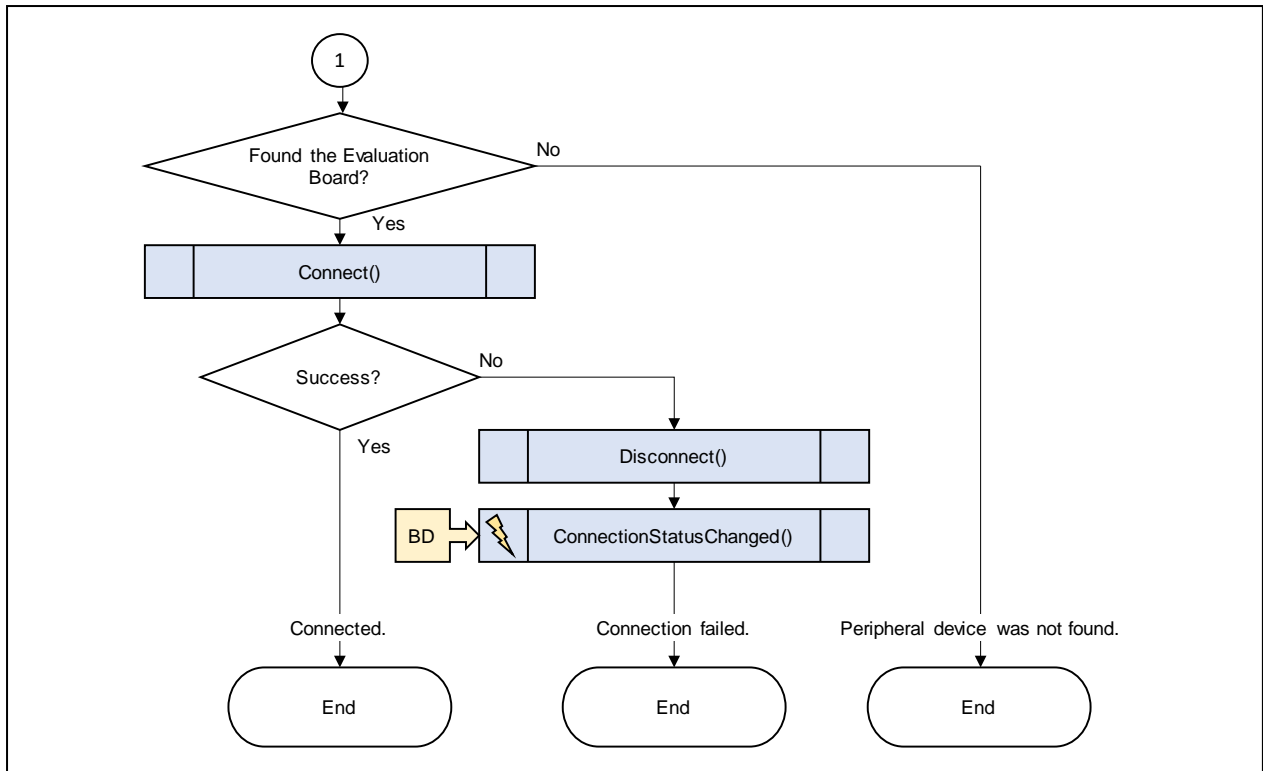 1
Found the Evaluation
Board?
No
Yes
Connect()
Success?
No
Yes
Disconnect()
BD
ConnectionStatusChanged()
Connected.
Connection failed.
Peripheral device was not found.
End
End
End